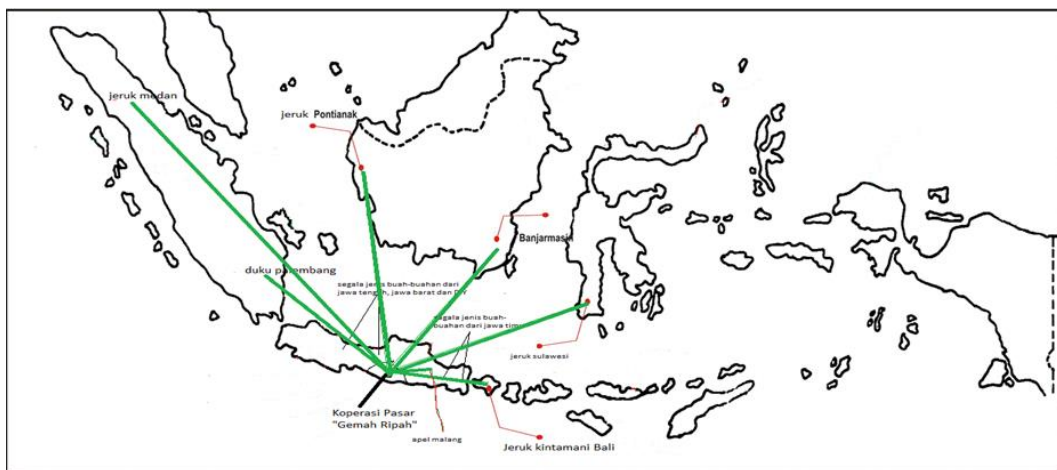 jeruk medan
jeruk Pontianak
Banjarmasin
duku palembang
segala jenis buah-buahan dari
jawa tengah, jawa barat dan DIY
segala jenis buah-
buahan dari jawa timur
jeruk sulawesi
Koperasi Pasar
"Gemah Ripah"
apel malang
Jeruk kintamani Bali